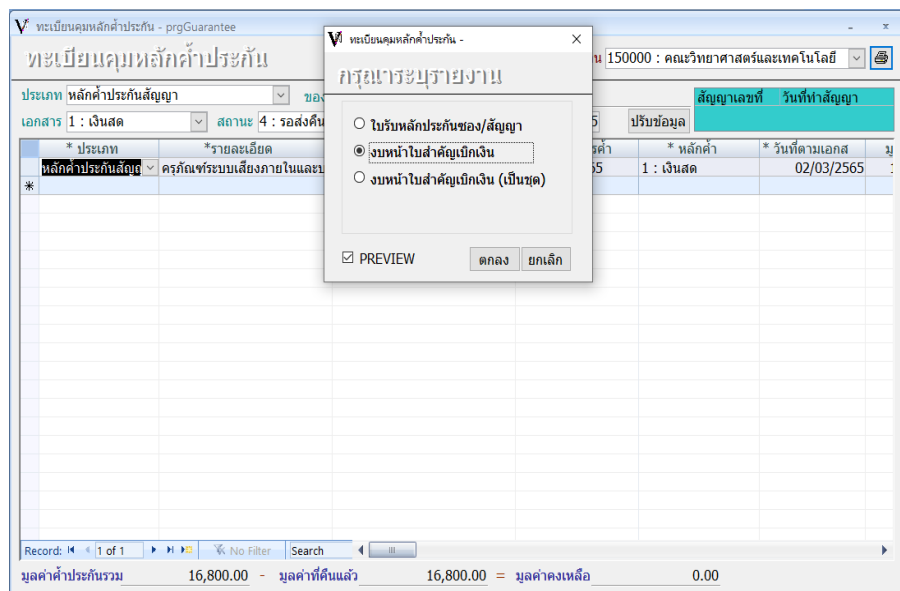 ทะเบียนคุมหลักค้ำประกัน - prgGuarantee
ทะเบียนคุมหลักค้ำประกัน
น 150000 : คณะวิทยาศาสตร์และเทคโนโลยี
ประเภท หลักค้ำประกันสัญญา ของ
สัญญาเลขที่ วันที่ทำสัญญา
เอกสาร 1 : เงินสด สถานะ 4 : รอส่งคืน 5 ปรับข้อมูล
* ประเภท *รายละเอียด รค้ำ * หลักค้ำ * วันที่ตามเอกส มู
หลักค้ำประกันสัญญ ครุภัณฑ์ระบบเสียงภายในและบ 65 1 : เงินสด 02/03/2565 1
ทะเบียนคุมหลักค้ำประกัน -
กรุณาระบุรายงาน
ใบรับหลักประกันซอง/สัญญา
งบหน้าใบสำคัญเบิกเงิน
งบหน้าใบสำคัญเบิกเงิน (เป็นชุด)
PREVIEW ตกลง ยกเลิก
Record: 1 of 1 No Filter Search
มูลค่าค้ำประกันรวม 16,800.00 - มูลค่าที่คืนแล้ว 16,800.00 = มูลค่าคงเหลือ 0.00